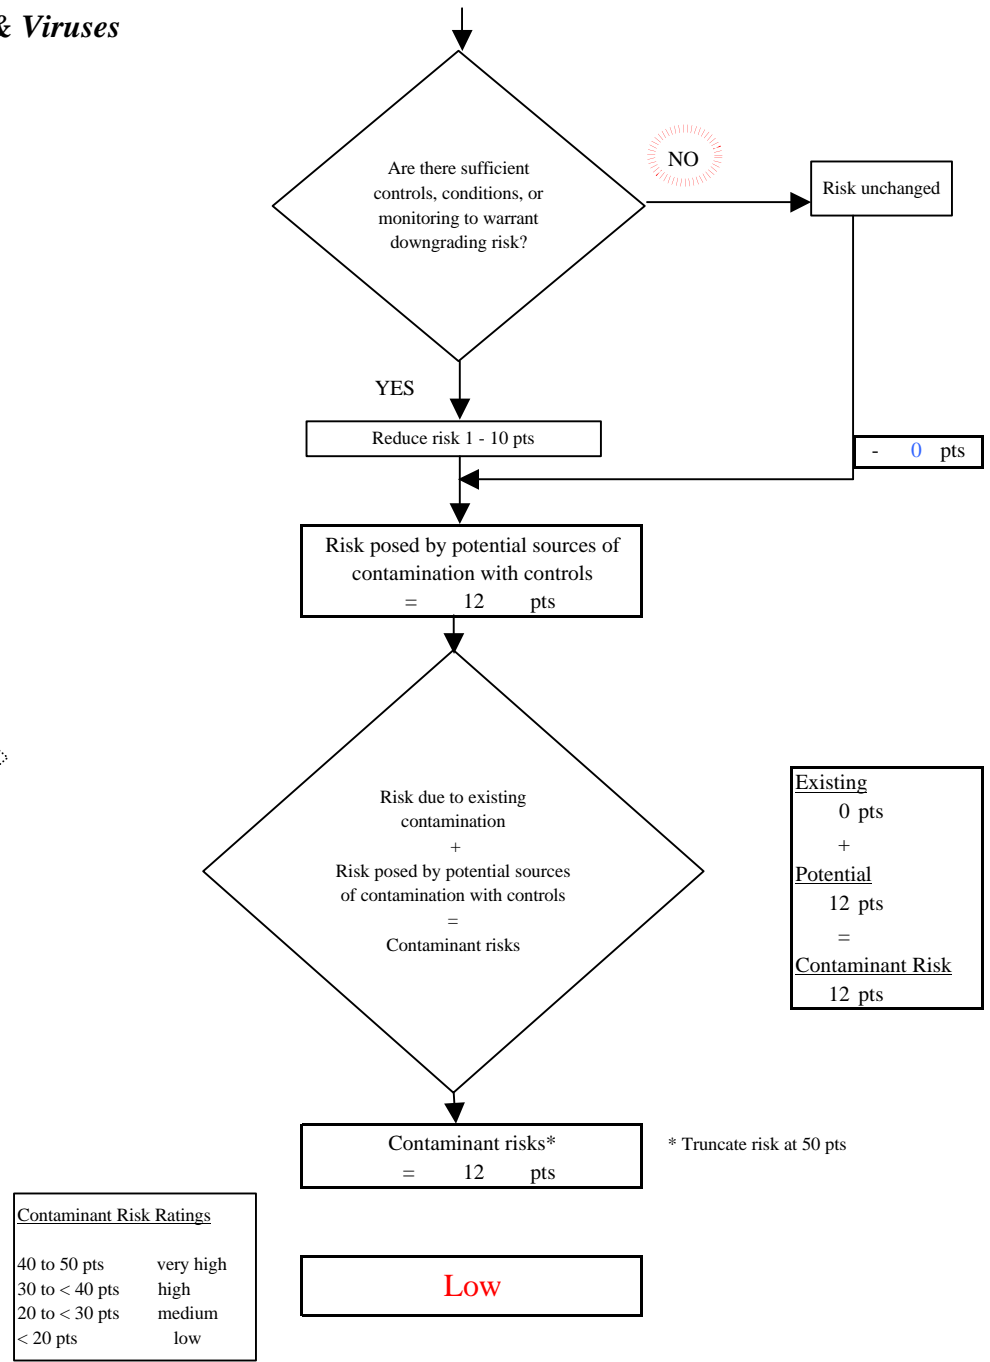 & Viruses
Are there sufficient
controls, conditions, or
monitoring to warrant
downgrading risk?
NO
Risk unchanged
YES
Reduce risk 1 - 10 pts
- 0 pts
Risk posed by potential sources of
contamination with controls
= 12 pts
Risk due to existing
contamination
+
Risk posed by potential sources
of contamination with controls
=
Contaminant risks
Existing
0 pts
+
Potential
12 pts
=
Contaminant Risk
12 pts
Contaminant risks*
= 12 pts
* Truncate risk at 50 pts
Contaminant Risk Ratings
40 to 50 pts very high
30 to < 40 pts high
20 to < 30 pts medium
< 20 pts low
Low